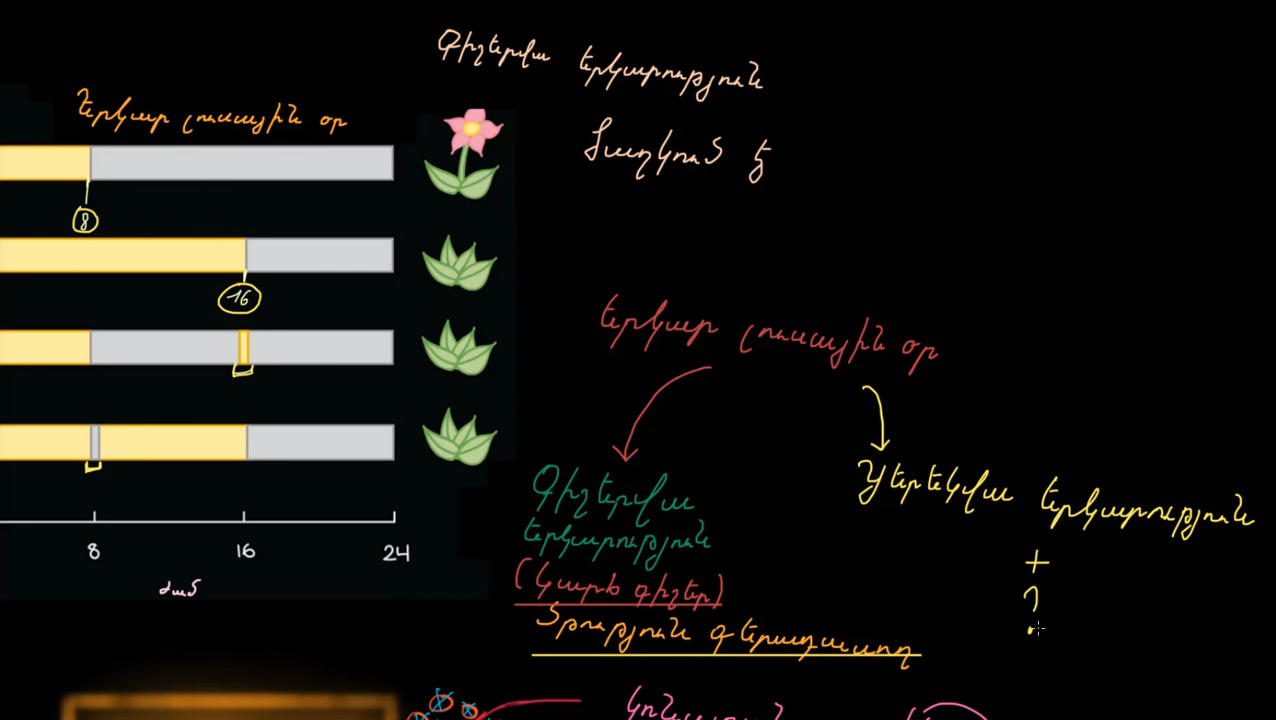 Գիշերվա երկարություն
Երկար լուսային օր
Ծաղկում է
8
16
երկար լուսային օր
Գիշերվա
երկարություն
(կարճ գիշեր)
Ցերեկվա երկարություն
+
?
8 16 24
ժամ